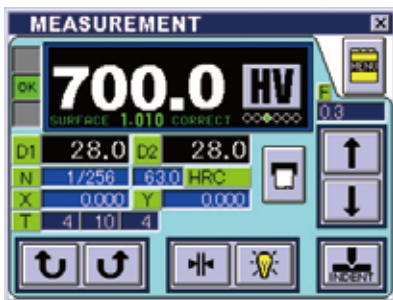 MEASUREMENT
MENU
OK
700.0 HV
SURFACE 1.010 CORRECT
F
0.3
D1 28.0 D2 28.0
N 1/256 63.0 HRC
X 0.000 Y 0.000
T 4 10 4
INDENT